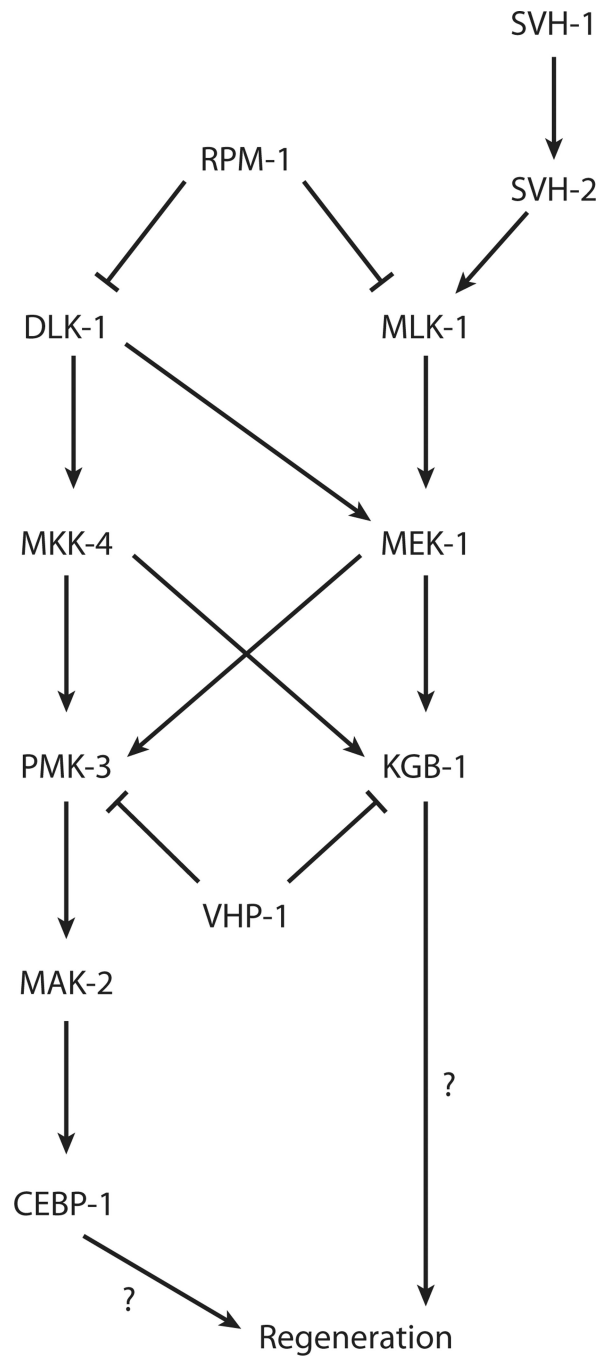 SVH-1
RPM-1
SVH-2
DLK-1
MLK-1
MKK-4
MEK-1
PMK-3
KGB-1
VHP-1
MAK-2
?
CEBP-1
?
Regeneration